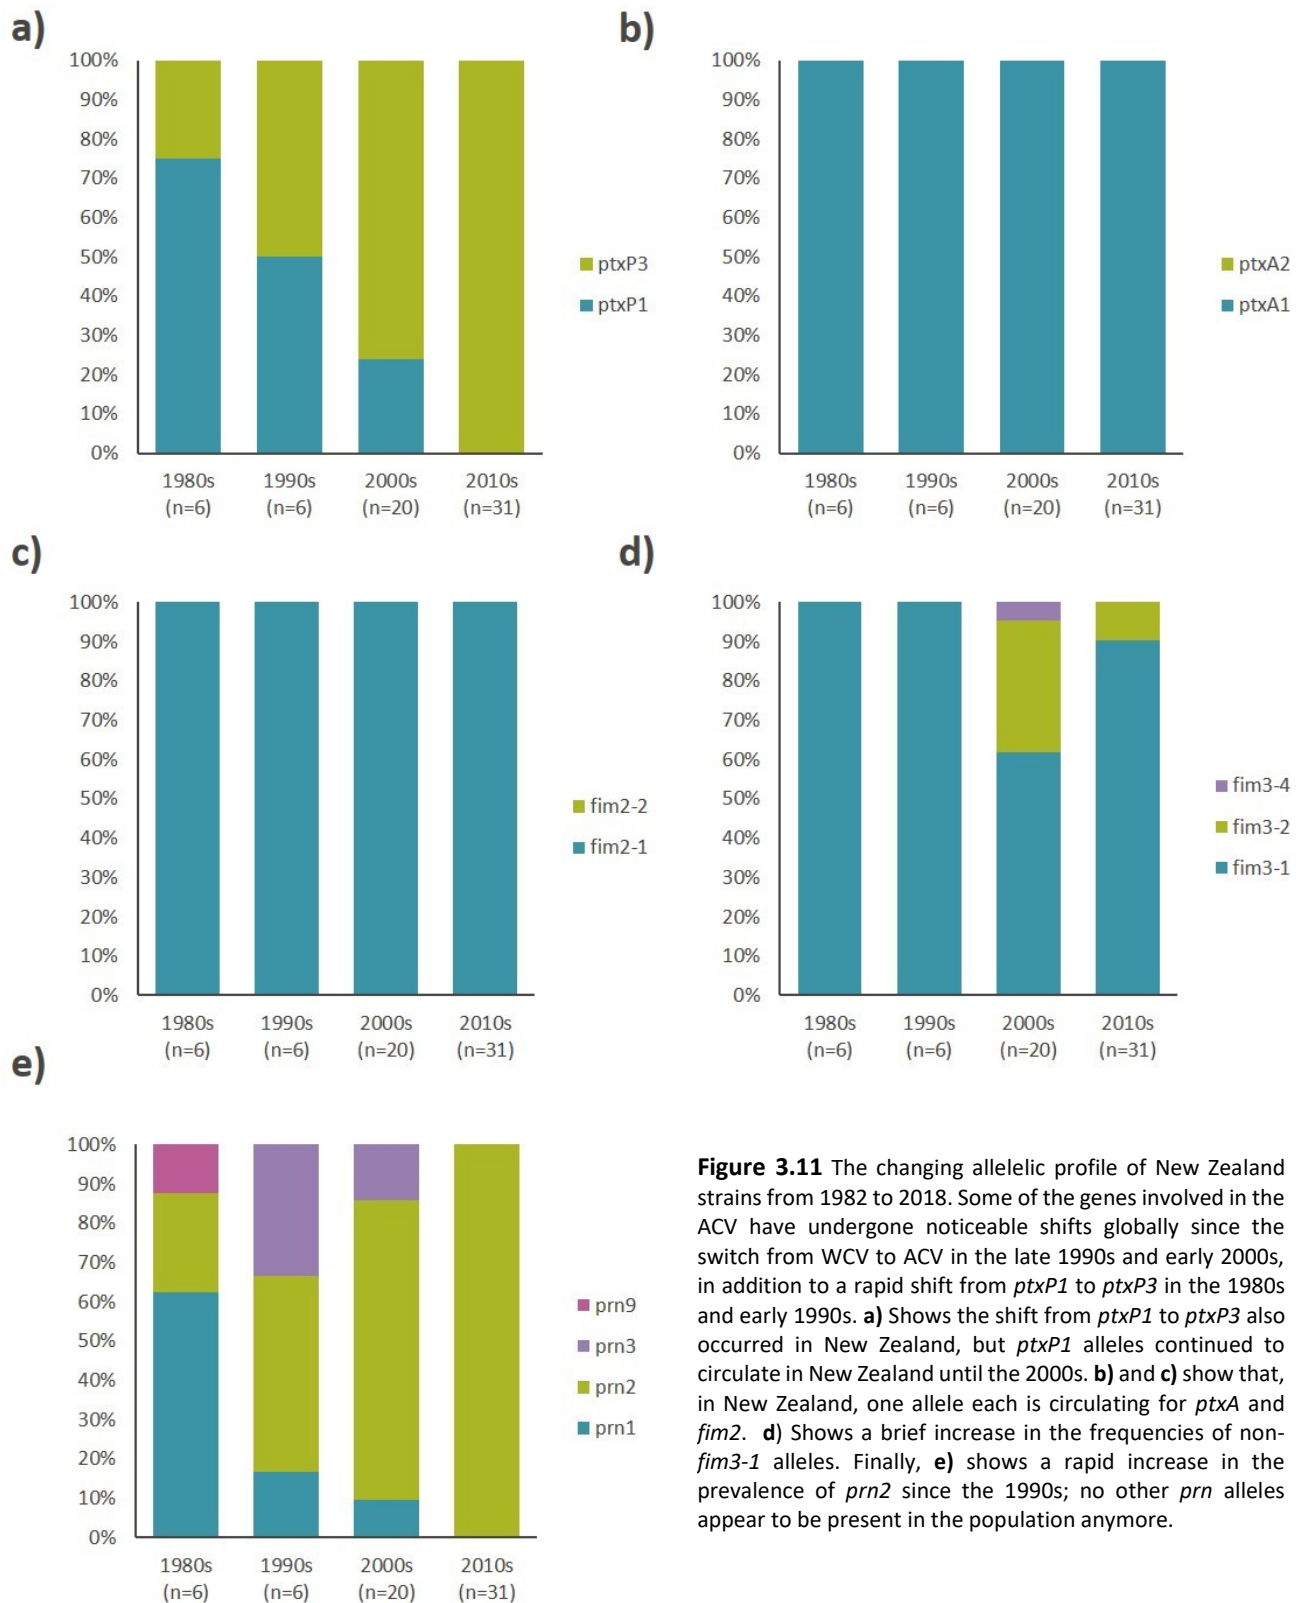 a)
100%
90%
80%
70%
60%
50%
40%
30%
20%
10%
0%
ptxP3
ptxP1
1980s 1990s 2000s 2010s
(n=6) (n=6) (n=20) (n=31)
b)
100%
90%
80%
70%
60%
50%
40%
30%
20%
10%
0%
ptxA2
ptxA1
1980s 1990s 2000s 2010s
(n=6) (n=6) (n=20) (n=31)
c)
100%
90%
80%
70%
60%
50%
40%
30%
20%
10%
0%
fim2-2
fim2-1
1980s 1990s 2000s 2010s
(n=6) (n=6) (n=20) (n=31)
d)
100%
90%
80%
70%
60%
50%
40%
30%
20%
10%
0%
fim3-4
fim3-2
fim3-1
1980s 1990s 2000s 2010s
(n=6) (n=6) (n=20) (n=31)
e)
100%
90%
80%
70%
60%
50%
40%
30%
20%
10%
0%
prn9
prn3
prn2
prn1
1980s 1990s 2000s 2010s
(n=6) (n=6) (n=20) (n=31)
Figure 3.11 The changing allelelic profile of New Zealand
strains from 1982 to 2018. Some of the genes involved in the
ACV have undergone noticeable shifts globally since the
switch from WCV to ACV in the late 1990s and early 2000s,
in addition to a rapid shift from ptxP1 to ptxP3 in the 1980s
and early 1990s. a) Shows the shift from ptxP1 to ptxP3 also
occurred in New Zealand, but ptxP1 alleles continued to
circulate in New Zealand until the 2000s. b) and c) show that,
in New Zealand, one allele each is circulating for ptxA and
fim2. d) Shows a brief increase in the frequencies of non-
fim3-1 alleles. Finally, e) shows a rapid increase in the
prevalence of prn2 since the 1990s; no other prn alleles
appear to be present in the population anymore.